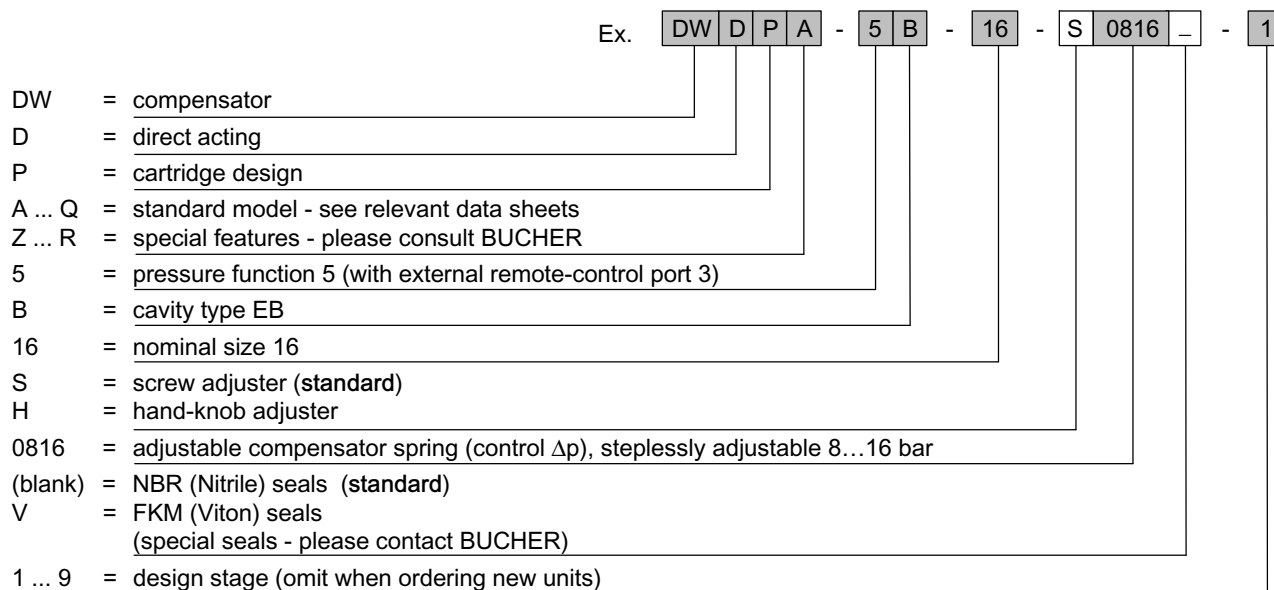 Ex. DW D P A - 5 B - 16 - S 0816 _ - 1
DW = compensator
D = direct acting
P = cartridge design
A ... Q = standard model - see relevant data sheets
Z ... R = special features - please consult BUCHER
5 = pressure function 5 (with external remote-control port 3)
B = cavity type EB
16 = nominal size 16
S = screw adjuster (standard)
H = hand-knob adjuster
0816 = adjustable compensator spring (control Δp), steplessly adjustable 8…16 bar
(blank) = NBR (Nitrile) seals (standard)
V = FKM (Viton) seals
(special seals - please contact BUCHER)
1 ... 9 = design stage (omit when ordering new units)